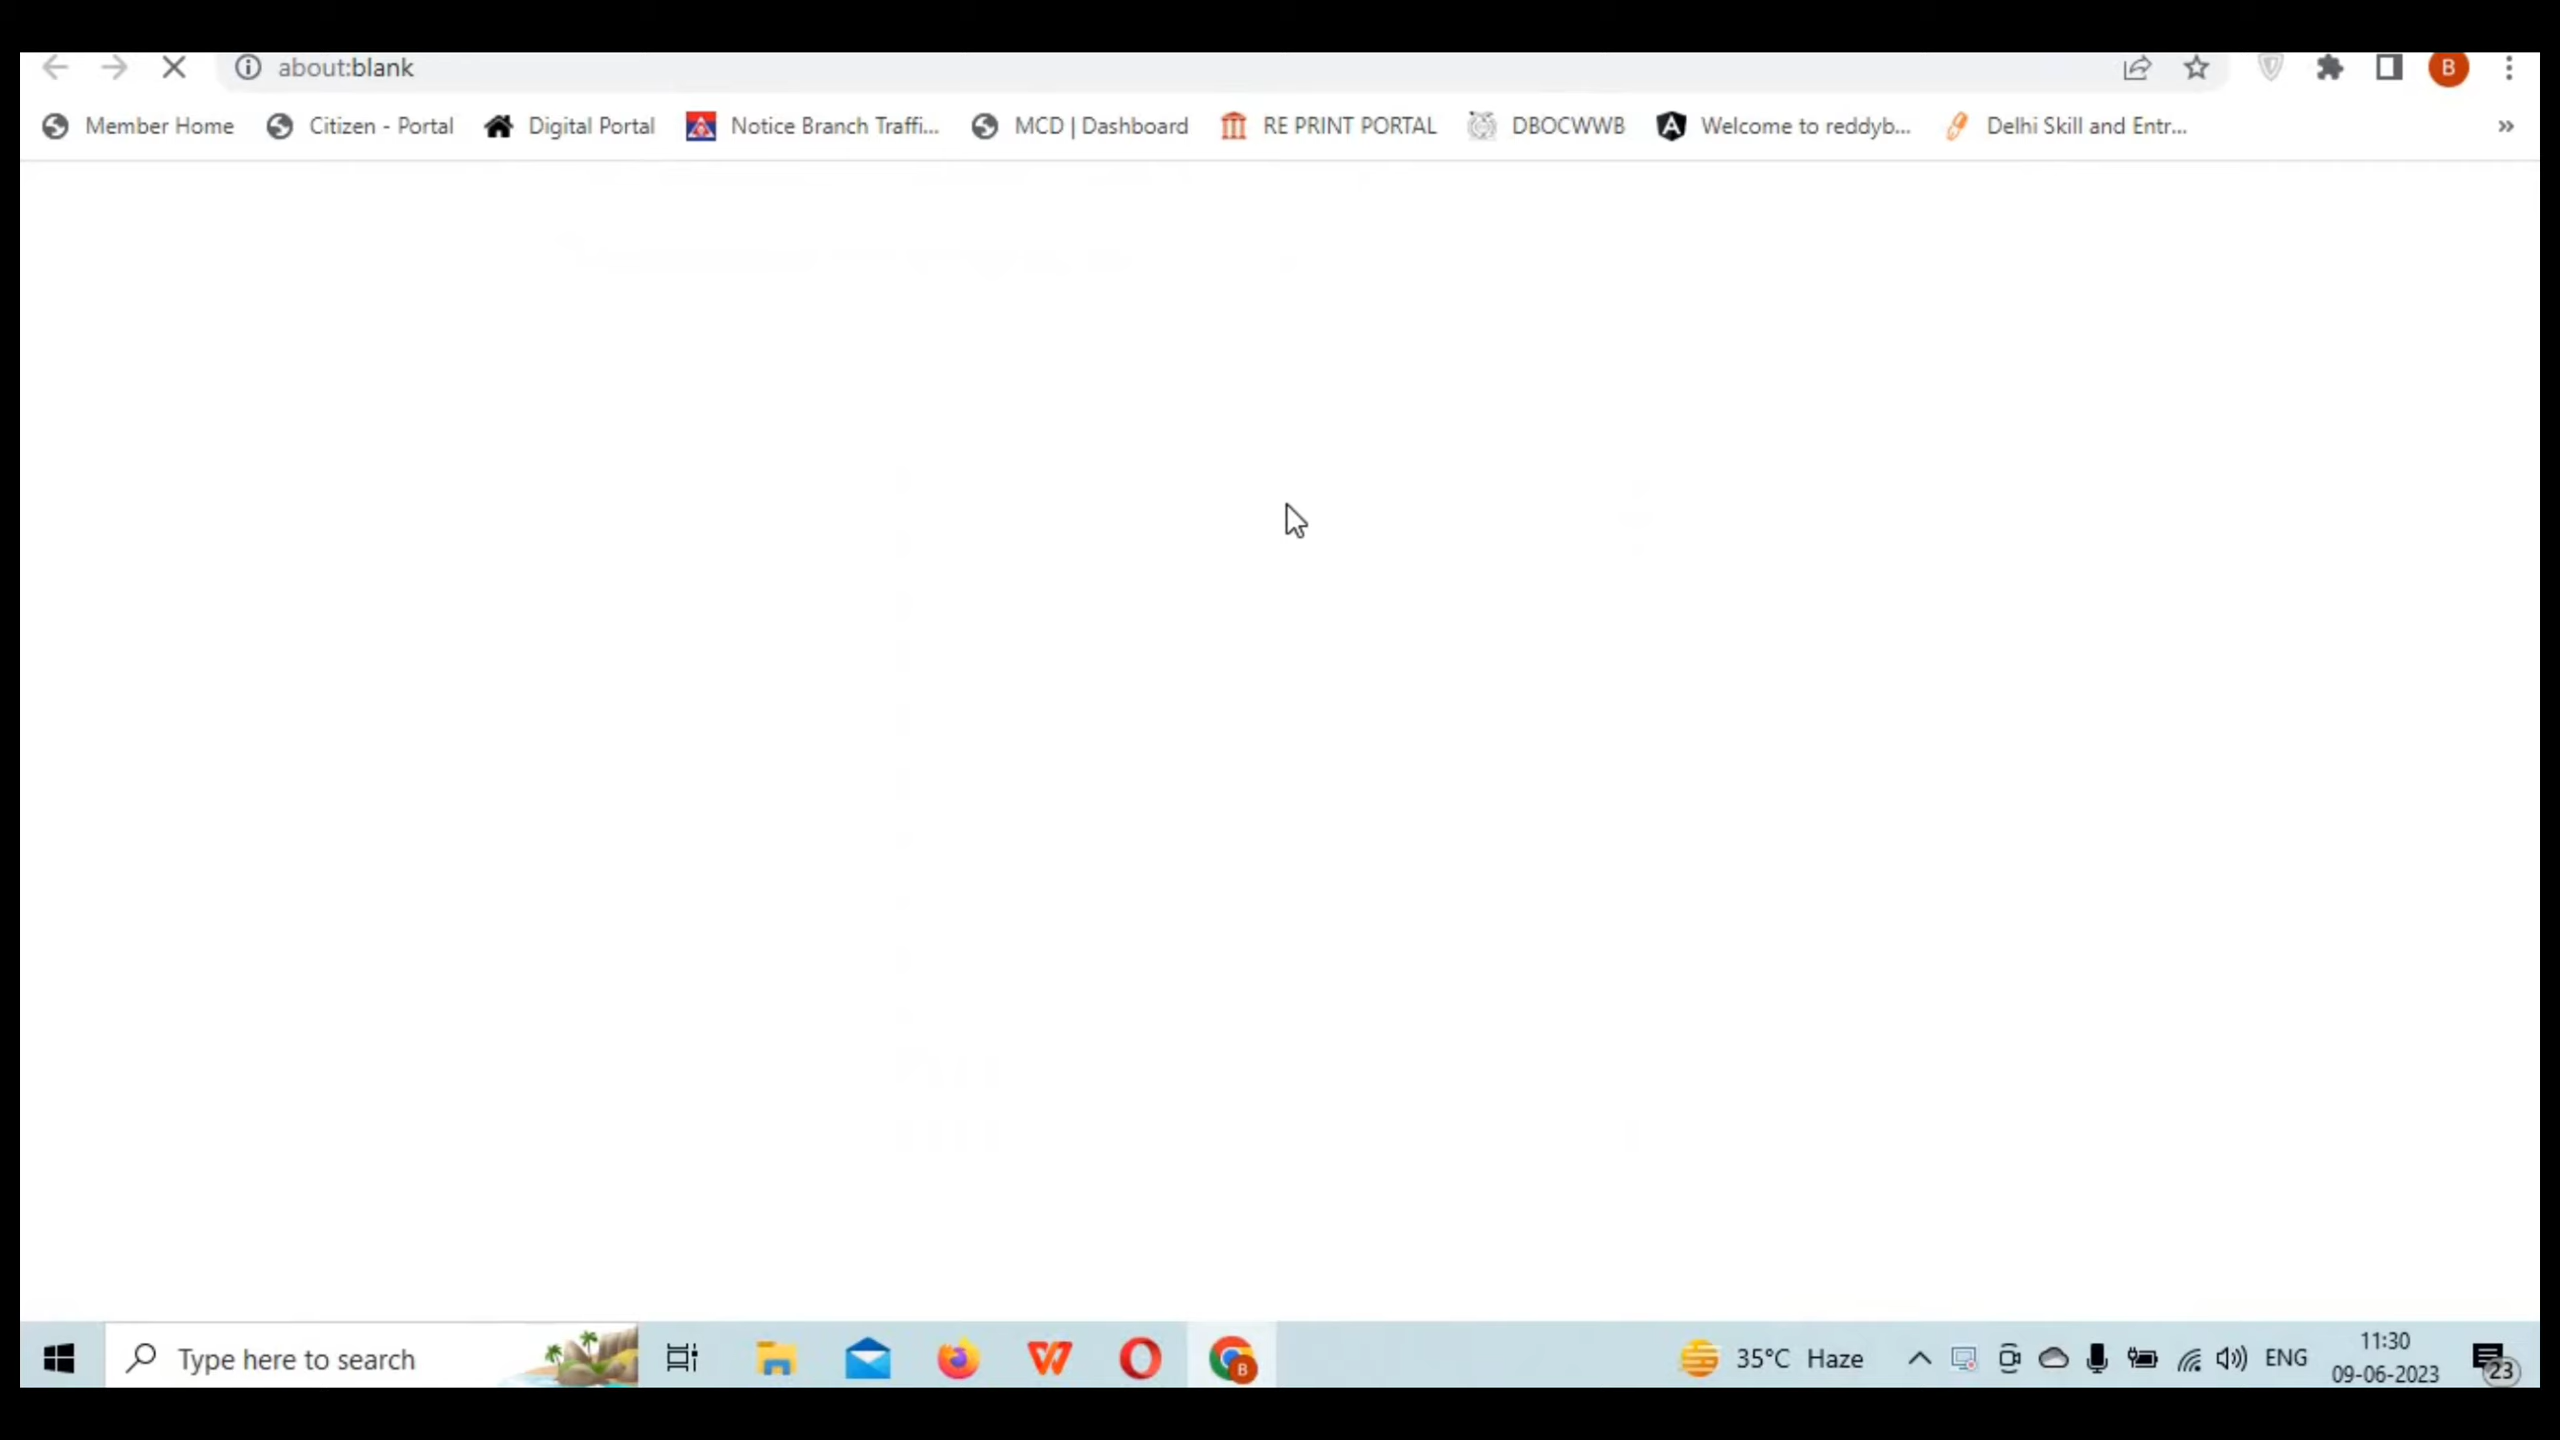 about:blank B
Member Home Citizen - Portal Digital Portal Notice Branch Traffi... MCD | Dashboard RE PRINT PORTAL DBOCWWB Welcome to reddyb... Delhi Skill and Entr... »
Type here to search B 35°C Haze ENG 11:30
09-06-2023 23